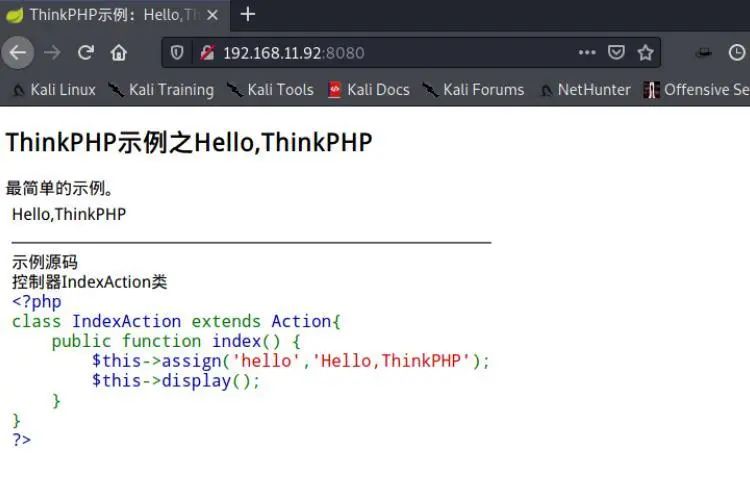 ThinkPHP示例：Hello,Th
192.168.11.92:8080
Kali Linux Kali Training Kali Tools Kali Docs Kali Forums NetHunter Offensive Se
ThinkPHP示例之Hello,ThinkPHP
最简单的示例。
Hello,ThinkPHP
示例源码
控制器IndexAction类
<?php
class IndexAction extends Action{
    public function index() {
        $this->assign('hello','Hello,ThinkPHP');
        $this->display();
    }
}
?>